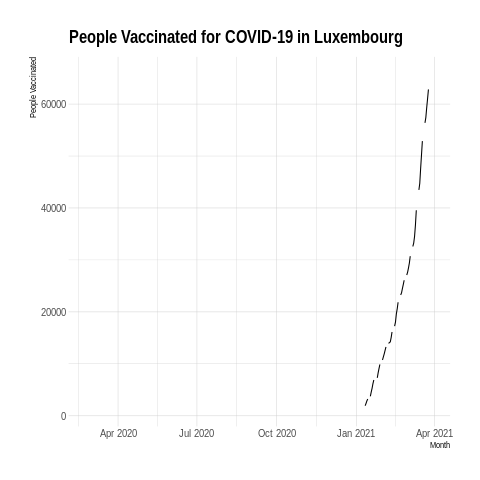 People Vaccinated for COVID-19 in Luxembourg
People Vaccinated
60000
40000
20000
0
Apr 2020 Jul 2020 Oct 2020 Jan 2021 Apr 2021
Month